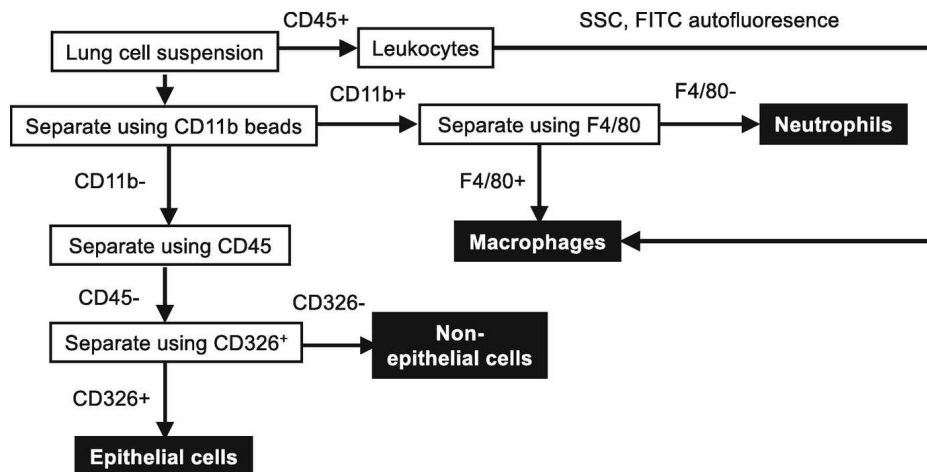 CD45+
SSC, FITC autofluoresence
Lung cell suspension
Leukocytes
CD11b+
F4/80-
Separate using CD11b beads
Separate using F4/80
Neutrophils
CD11b-
F4/80+
Separate using CD45
Macrophages
CD45-
CD326-
Separate using CD326⁺
Non-
epithelial cells
CD326+
Epithelial cells